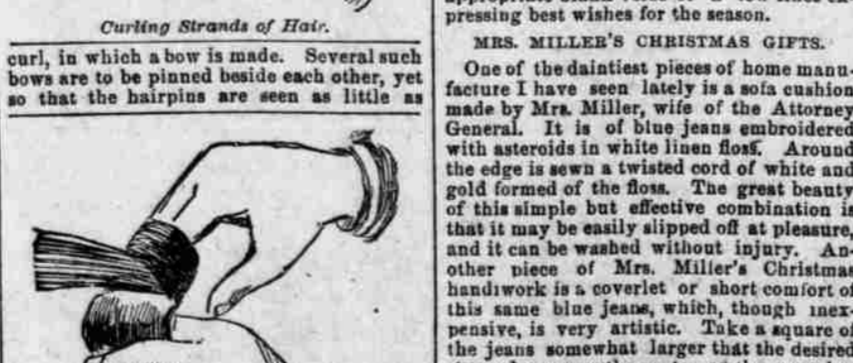 Curling Strands of Hair.
curl, in which a bow is made. Several such
bows are to be pinned beside each other, yet
so that the hairpins are seen as little as
pressing best wishes for the season.
MRS. MILLER'S CHRISTMAS GIFTS.
One of the daintiest pieces of home manu-
facture I have seen lately is a sofa cushion
made by Mrs. Miller, wife of the Attorney
General. It is of blue jeans embroidered
with asteroids in white linen floss. Around
the edge is sewn a twisted cord of white and
gold formed of the floss. The great beauty
of this simple but effective combination is
that it may be easily slipped off at pleasure,
and it can be washed without injury. An-
other piece of Mrs. Miller's Christmas
handiwork is a coverlet or short comfort of
this same blue jeans, which, though inex-
pensive, is very artistic. Take a square of
the jeans somewhat larger that the desired